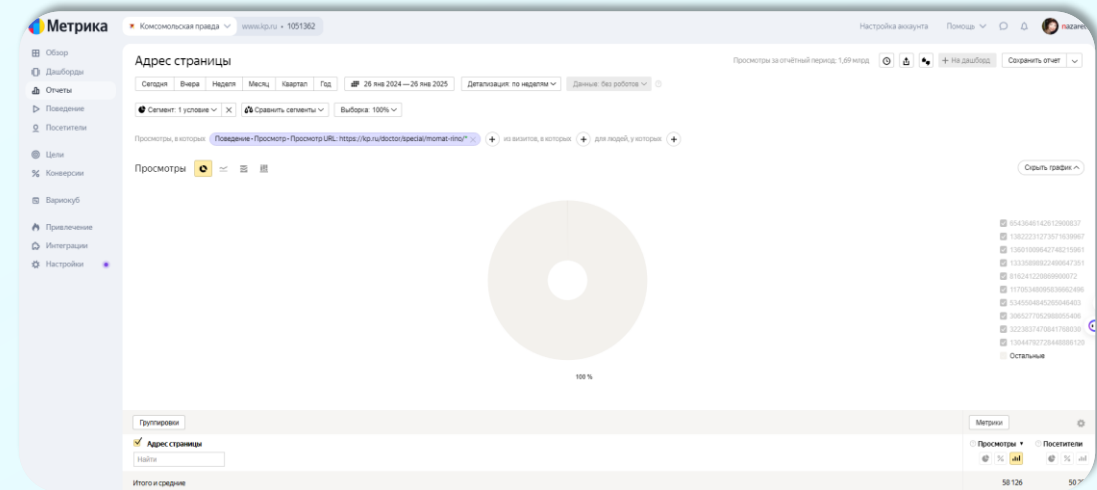 Метрика
Комсомольская правда
www.kp.ru • 1051362
Настройка аккаунта
Помощь
Обзор
Дашборды
Отчеты
Поведение
Посетители
Цели
Конверсии
Вариокуб
Привлечение
Интеграции
Настройки
Адрес страницы
Просмотры за отчётный период: 1,69 млрд
+ На дашборд
Сохранить отчет
Сегодня Вчера Неделя Месяц Квартал Год
26 янв 2024 — 26 янв 2025
Детализация: по неделям
Данные: без роботов
Сегмент: 1 условие
Сравнить сегменты
Выборка: 100%
Просмотры, в которых Поведение - Просмотр - Просмотр URL: https://kp.ru/doctor/special/momat-rino/* из визитов, в которых для людей, у которых
Просмотры
Скрыть график
Остальные
100 %
Группировки
Метрики
Адрес страницы
Просмотры
Посетители
Найти
Итого и средние
58 126